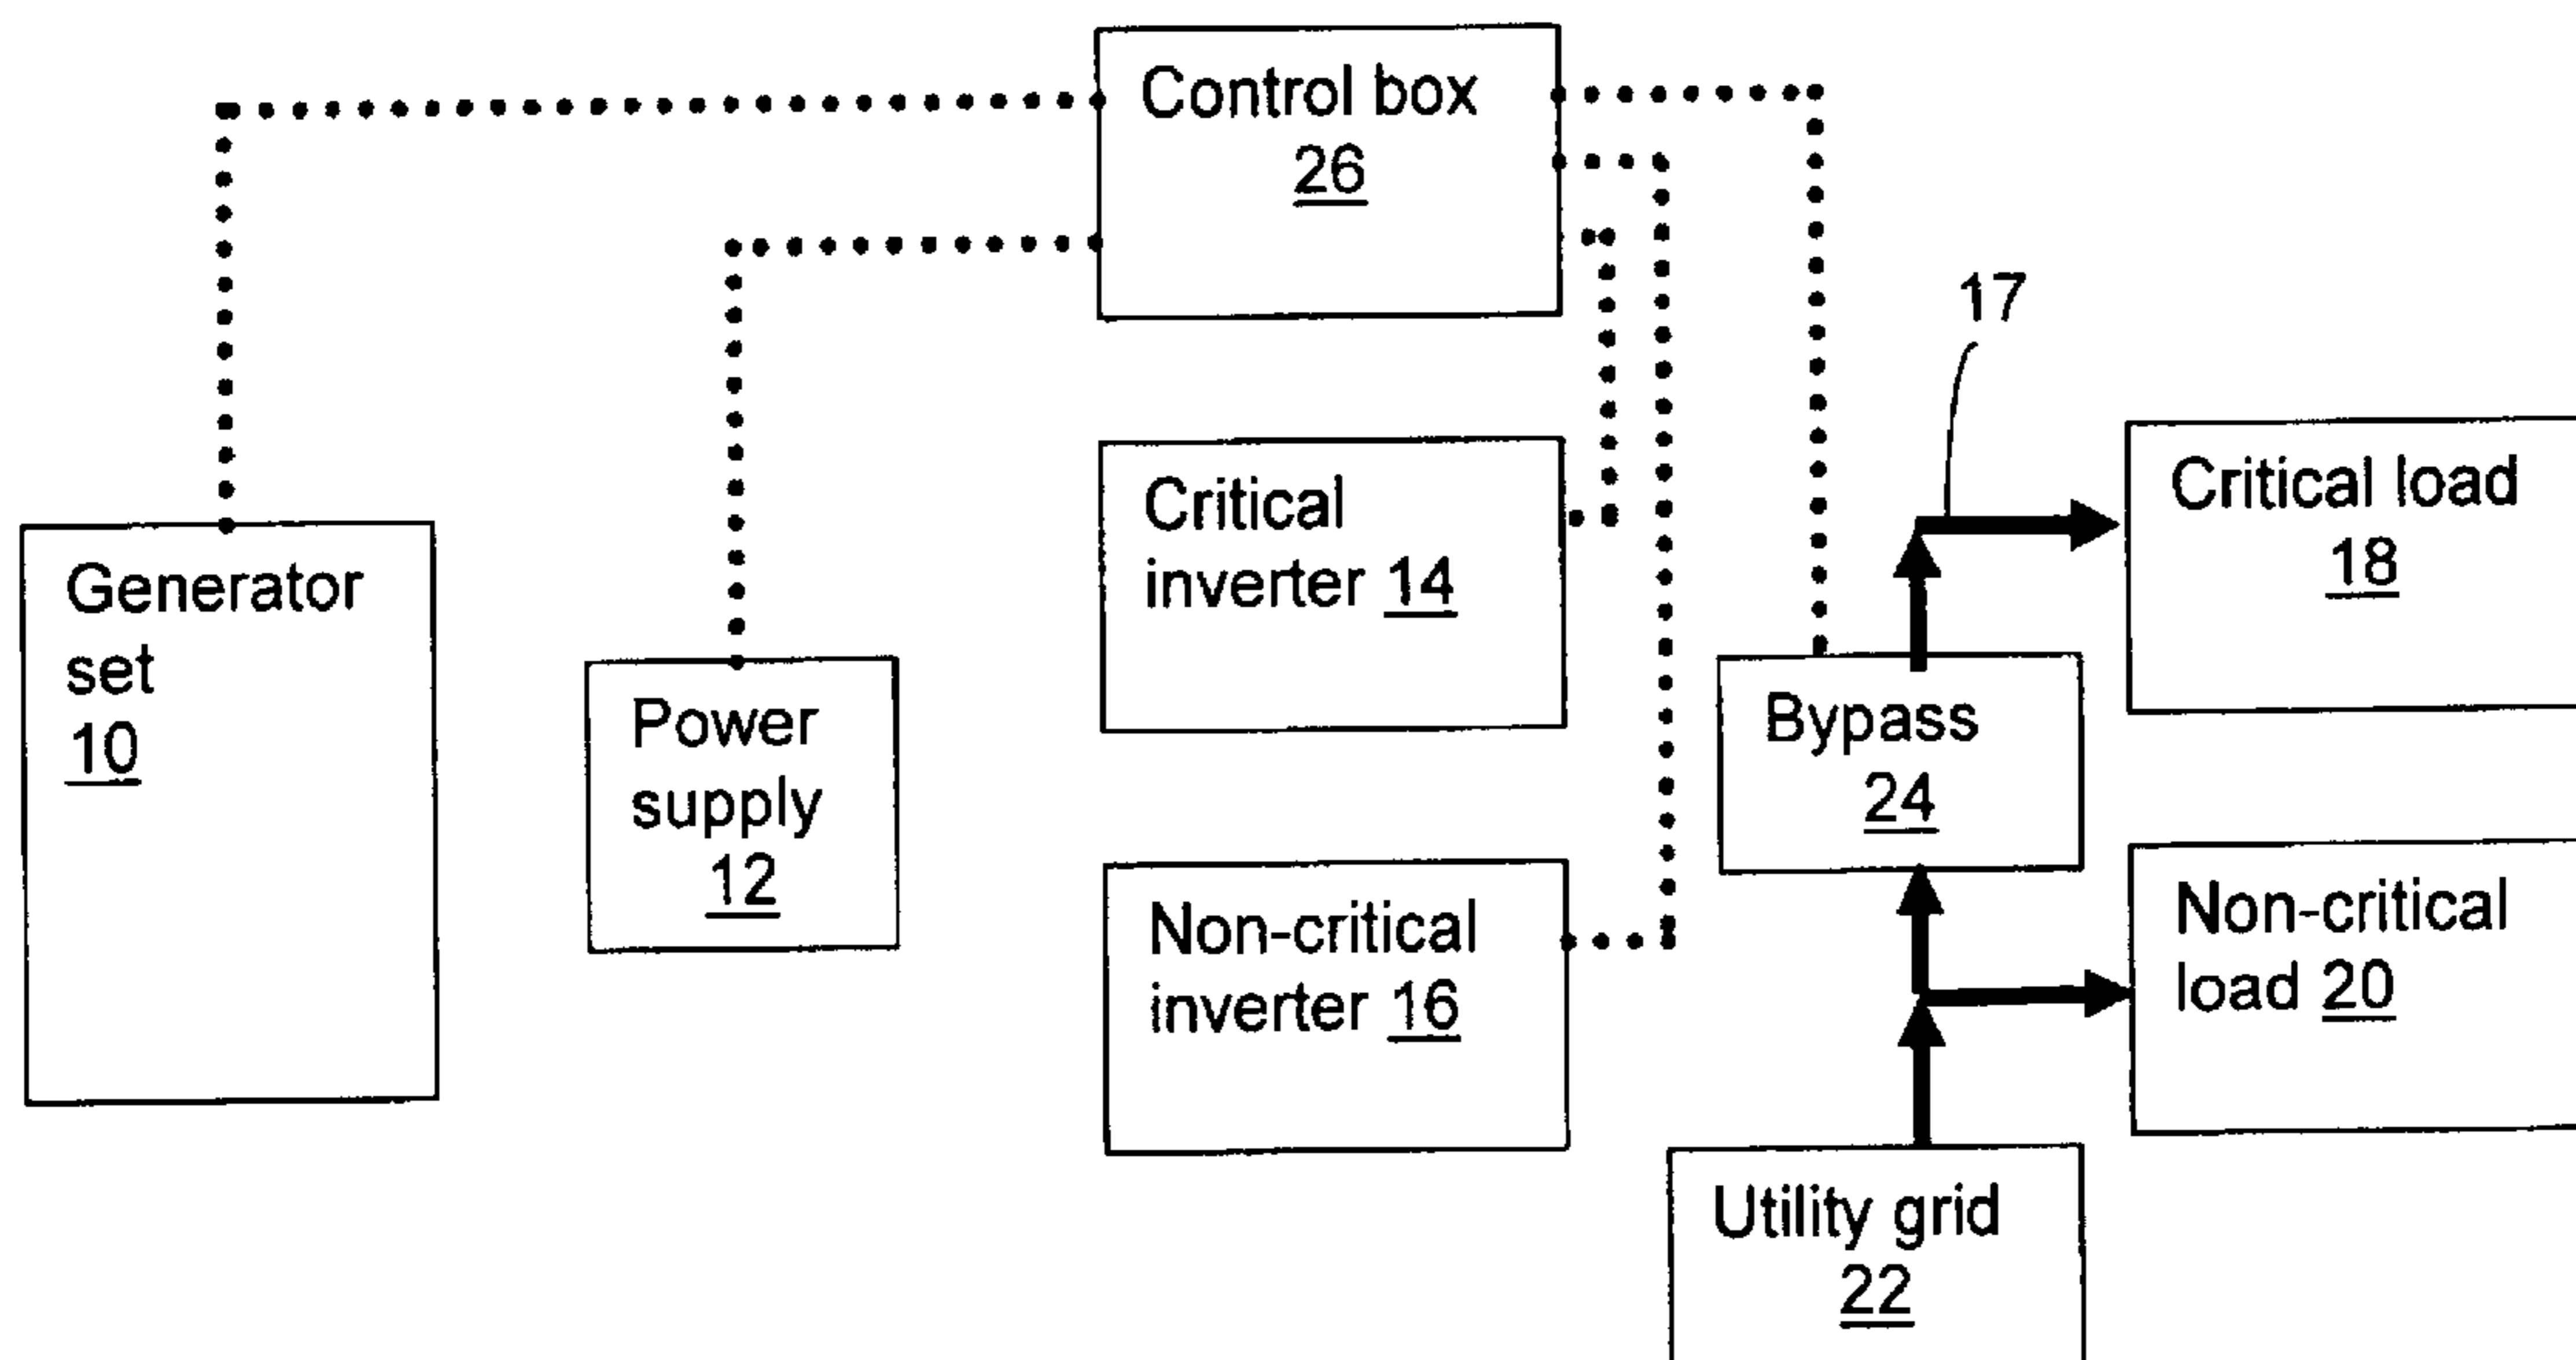 Control box
26
17
Critical
inverter 14
Critical load
18
Generator
set
10
Power
supply
12
Bypass
24
Non-critical
inverter 16
Non-critical
load 20
Utility grid
22